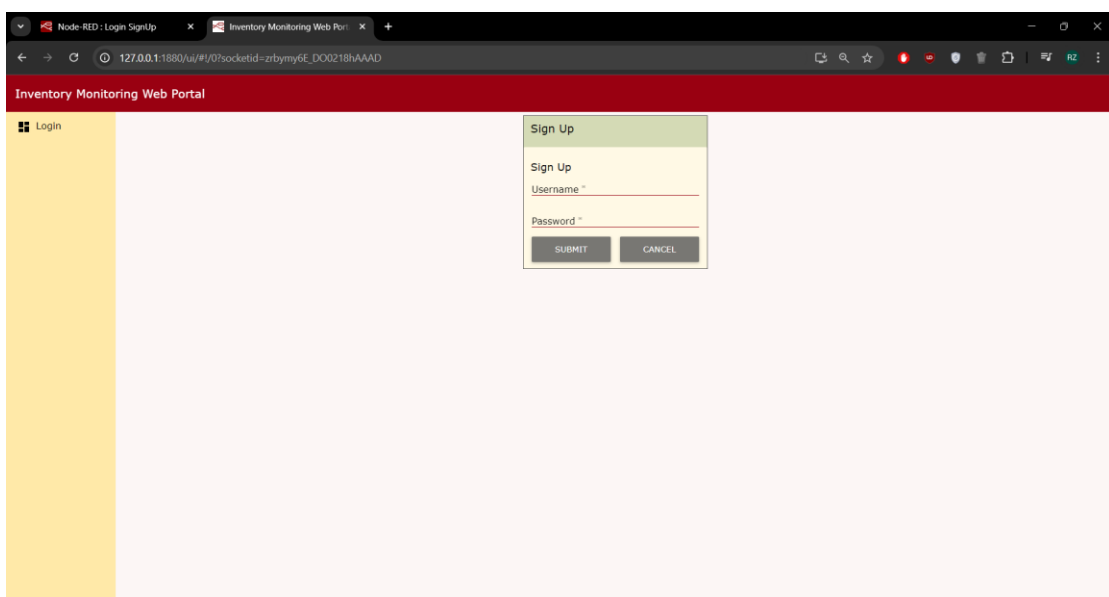 Node-RED : Login SignUp
Inventory Monitoring Web Port
127.0.0.1:1880/ui/#!/0?socketid=zrbymy6E_DO0218hAAAD
RZ
Inventory Monitoring Web Portal
Login
Sign Up
Sign Up
Username *
Password *
SUBMIT CANCEL